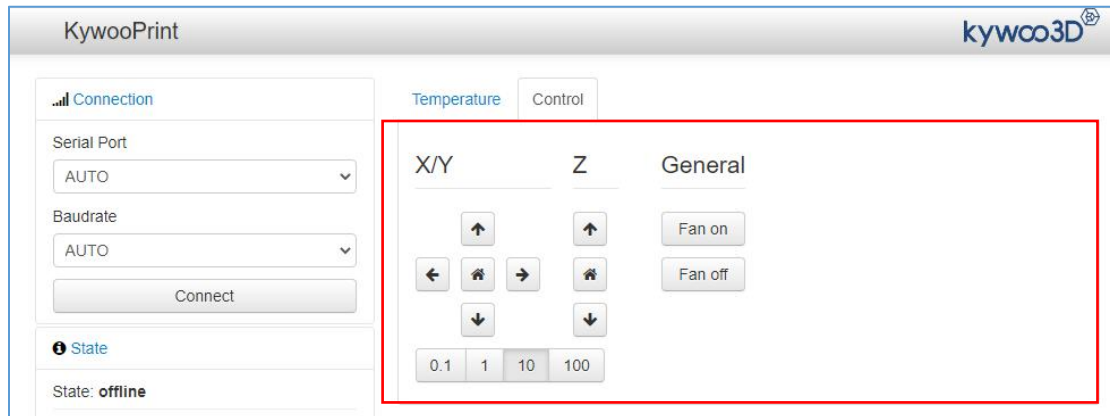 KywooPrint
kywoo3D
Connection
Serial Port
AUTO
Baudrate
AUTO
Connect
State
State: offline
Temperature Control
X/Y Z General
Fan on
Fan off
0.1 1 10 100